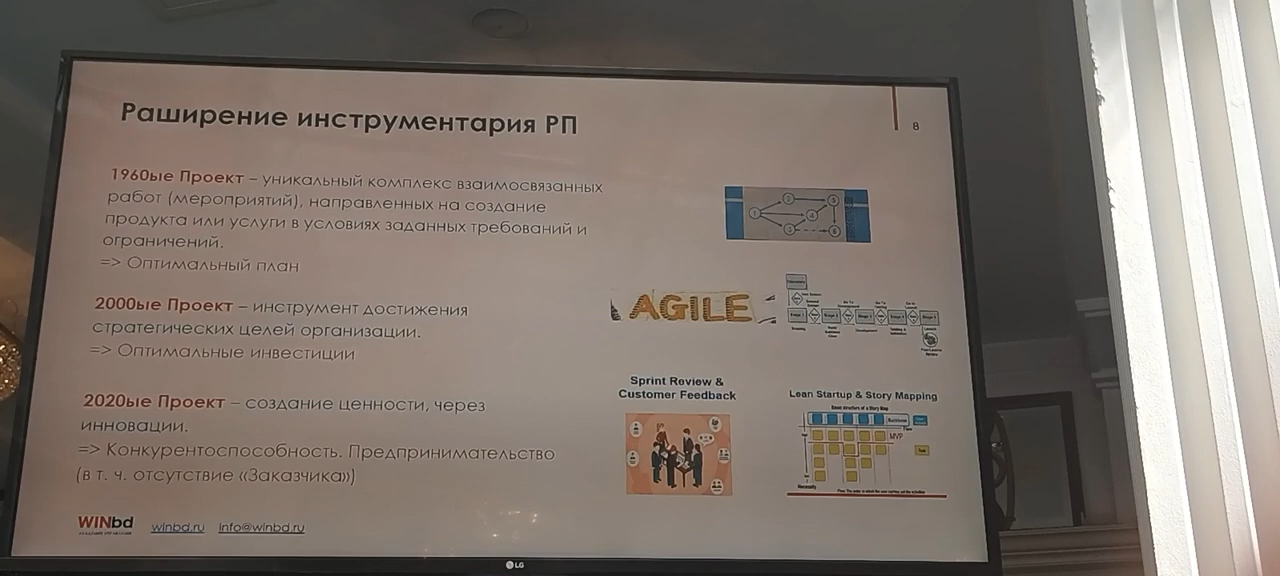 Раширение инструментария РП
8
1960ые Проект – уникальный комплекс взаимосвязанных
работ (мероприятий), направленных на создание
продукта или услуги в условиях заданных требований и
ограничений.
=> Оптимальный план
2000ые Проект – инструмент достижения
стратегических целей организации.
=> Оптимальные инвестиции
AGILE
2020ые Проект – создание ценности, через
инновации.
=> Конкурентоспособность. Предпринимательство
(в т. ч. отсутствие «Заказчика»)
Sprint Review &
Customer Feedback
Lean Startup & Story Mapping
MVP
Necessity
WINbd
winbd.ru info@winbd.ru
LG